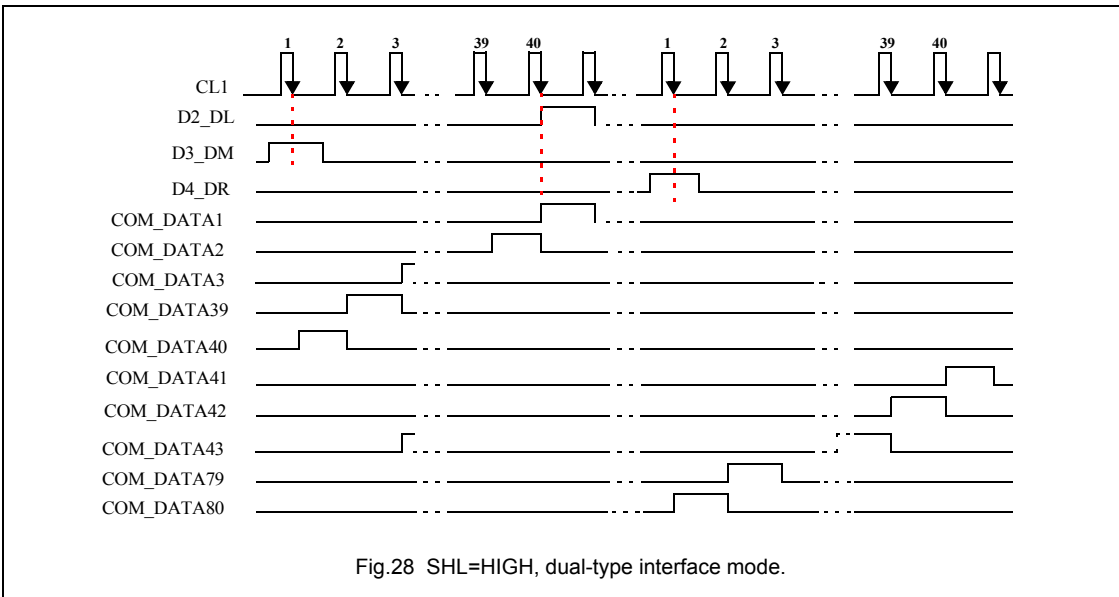 1 2 3 39 40 1 2 3 39 40
CL1
D2_DL
D3_DM
D4_DR
COM_DATA1
COM_DATA2
COM_DATA3
COM_DATA39
COM_DATA40
COM_DATA41
COM_DATA42
COM_DATA43
COM_DATA79
COM_DATA80
Fig.28 SHL=HIGH, dual-type interface mode.